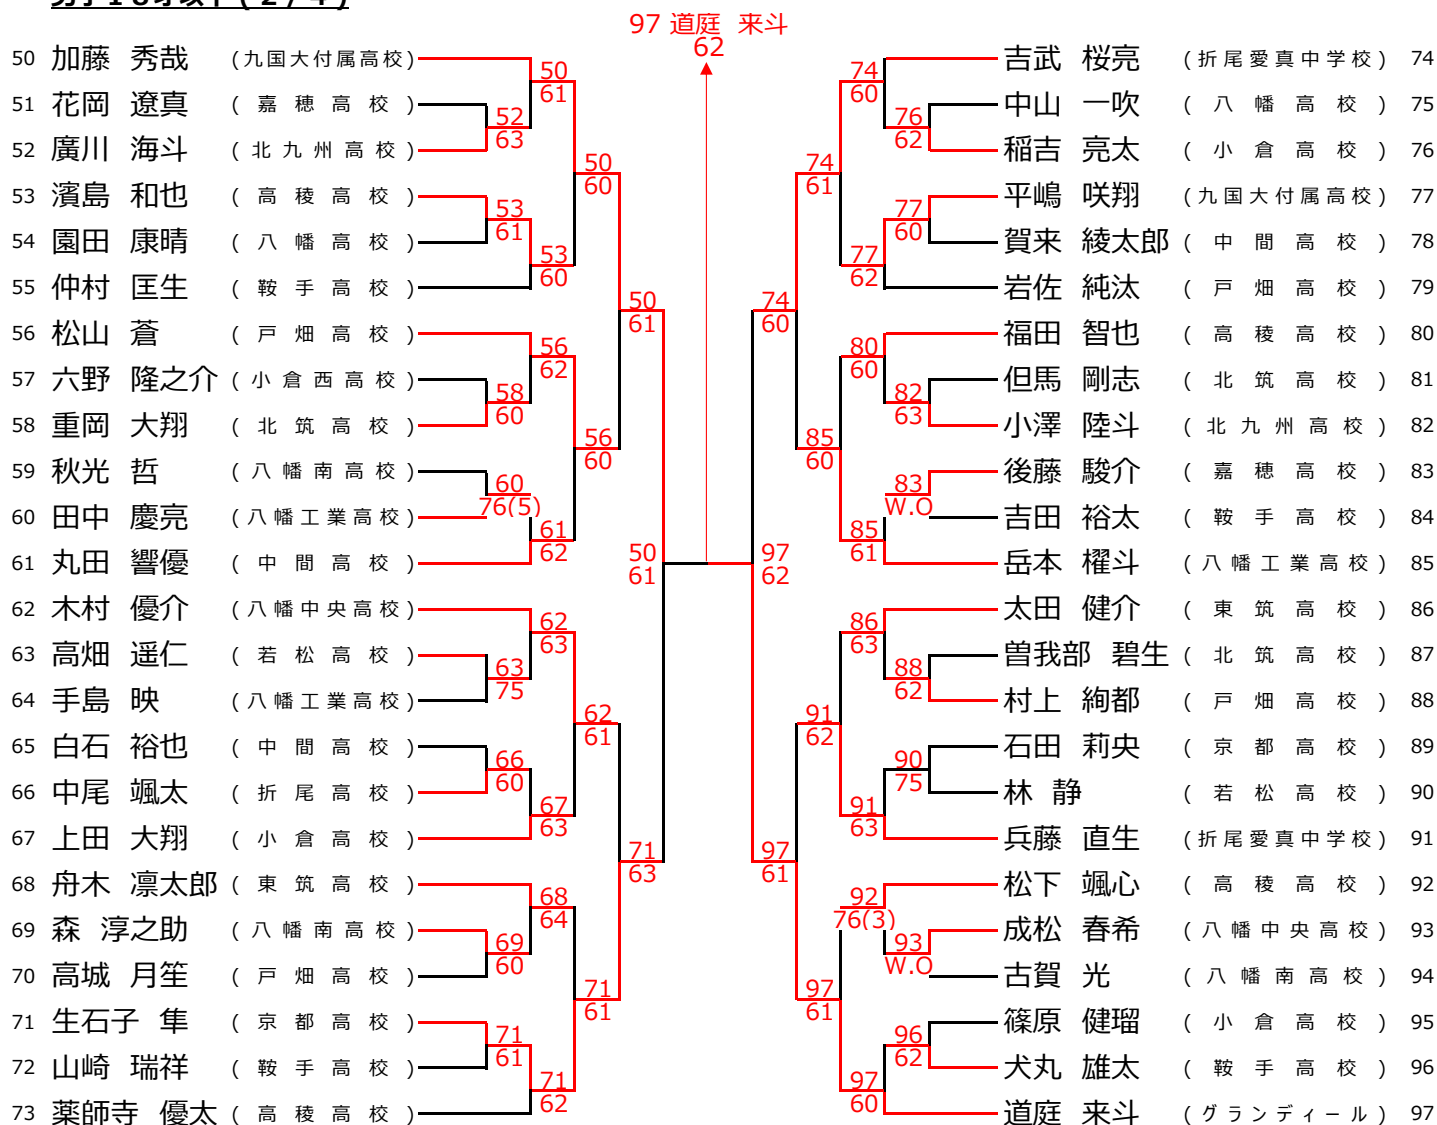 97 道庭 来斗
62
50 加藤 秀哉 (九国大付属高校)
51 花岡 遼真 (嘉穂高校)
52 廣川 海斗 (北九州高校)
53 濱島 和也 (高稜高校)
54 園田 康晴 (八幡高校)
55 仲村 匡生 (鞍手高校)
56 松山 蒼 (戸畑高校)
57 六野 隆之介 (小倉西高校)
58 重岡 大翔 (北筑高校)
59 秋光 哲 (八幡南高校)
60 田中 慶亮 (八幡工業高校)
61 丸田 響優 (中間高校)
62 木村 優介 (八幡中央高校)
63 高畑 遥仁 (若松高校)
64 手島 映 (八幡工業高校)
65 白石 裕也 (中間高校)
66 中尾 颯太 (折尾高校)
67 上田 大翔 (小倉高校)
68 舟木 凛太郎 (東筑高校)
69 森 淳之助 (八幡南高校)
70 高城 月笙 (戸畑高校)
71 生石子 隼 (京都高校)
72 山崎 瑞祥 (鞍手高校)
73 薬師寺 優太 (高稜高校)
50
61
52
63
53
61
53
60
50
60
56
62
58
60
60
76(5)
61
62
56
60
50
61
62
63
63
75
66
60
67
63
62
61
68
64
69
60
71
61
71
62
71
61
71
63
50
61
97
62
74
60
76
62
77
60
77
62
74
61
80
60
82
63
83
W.O
85
61
85
60
74
60
86
63
88
62
90
75
91
63
91
62
92
76(3)
93
W.O
96
62
97
60
97
61
97
61
吉武 桜亮 (折尾愛真中学校) 74
中山 一吹 (八幡高校) 75
稲吉 亮太 (小倉高校) 76
平嶋 咲翔 (九国大付属高校) 77
賀来 綾太郎 (中間高校) 78
岩佐 純汰 (戸畑高校) 79
福田 智也 (高稜高校) 80
但馬 剛志 (北筑高校) 81
小澤 陸斗 (北九州高校) 82
後藤 駿介 (嘉穂高校) 83
吉田 裕太 (鞍手高校) 84
岳本 櫂斗 (八幡工業高校) 85
太田 健介 (東筑高校) 86
曽我部 碧生 (北筑高校) 87
村上 絢都 (戸畑高校) 88
石田 莉央 (京都高校) 89
林 静 (若松高校) 90
兵藤 直生 (折尾愛真中学校) 91
松下 颯心 (高稜高校) 92
成松 春希 (八幡中央高校) 93
古賀 光 (八幡南高校) 94
篠原 健瑠 (小倉高校) 95
犬丸 雄太 (鞍手高校) 96
道庭 来斗 (グランディール) 97